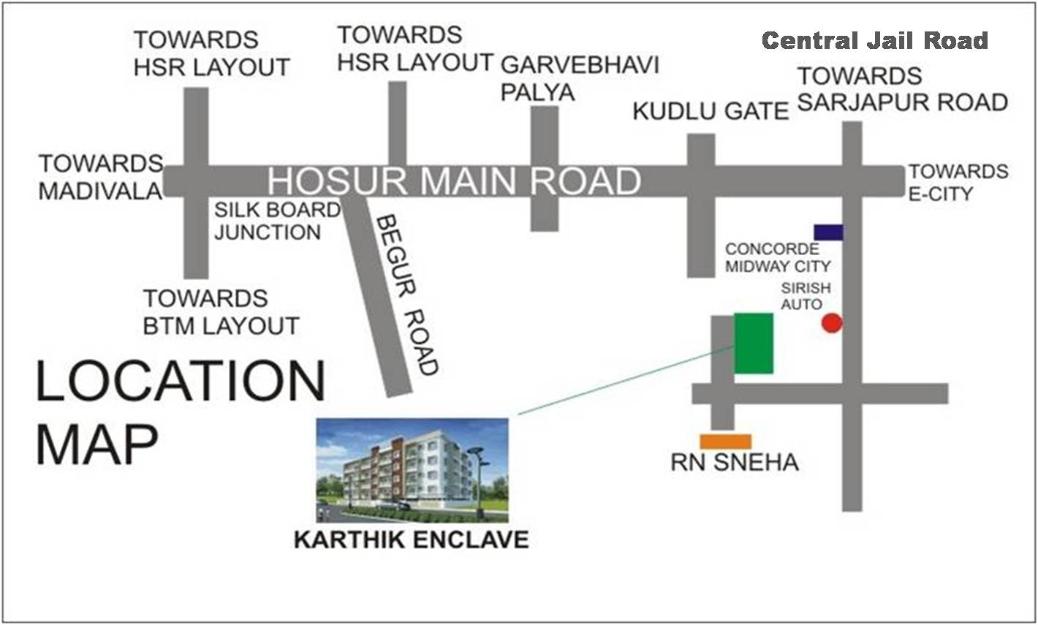 Central Jail Road
TOWARDS
HSR LAYOUT
TOWARDS
HSR LAYOUT
GARVEBHAVI
PALYA
KUDLU GATE
TOWARDS
SARJAPUR ROAD
TOWARDS
MADIVALA
HOSUR MAIN ROAD
TOWARDS
E-CITY
SILK BOARD
JUNCTION
BEGUR ROAD
CONCORDE
MIDWAY CITY
SIRISH
AUTO
TOWARDS
BTM LAYOUT
LOCATION
MAP
RN SNEHA
KARTHIK ENCLAVE